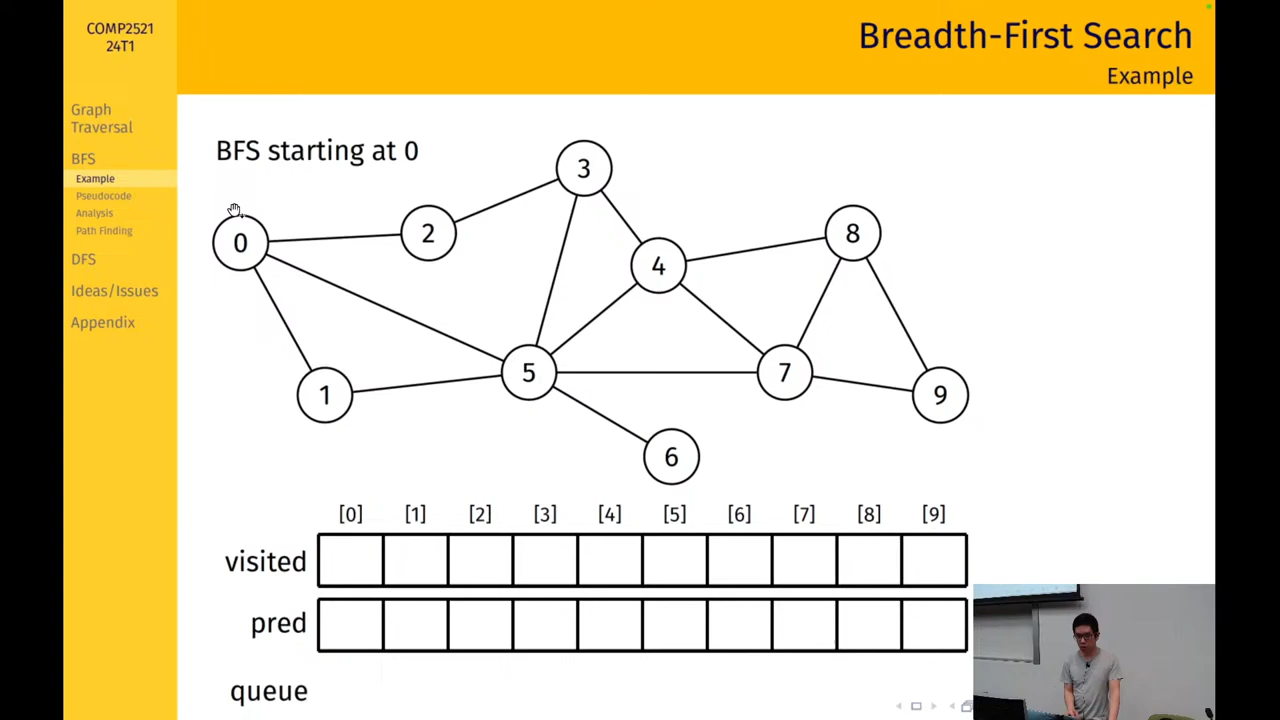 COMP2521
24T1
Breadth-First Search
Example
Graph
Traversal
BFS
Example
Pseudocode
Analysis
Path Finding
DFS
Ideas/Issues
Appendix
BFS starting at 0
3
0
2
8
4
5
7
1
9
6
[0] [1] [2] [3] [4] [5] [6] [7] [8] [9]
visited
pred
queue